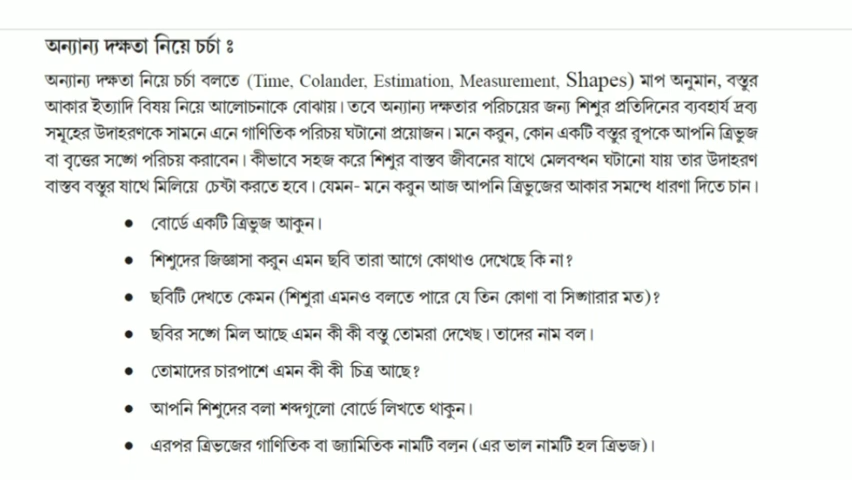 অন্যান্য দক্ষতা নিয়ে চর্চা ঃ
অন্যান্য দক্ষতা নিয়ে চর্চা বলতে (Time, Colander, Estimation, Measurement, Shapes) মাপ অনুমান, বস্তুর
আকার ইত্যাদি বিষয় নিয়ে আলোচনাকে বোঝায়। তবে অন্যান্য দক্ষতার পরিচয়ের জন্য শিশুর প্রতিদিনের ব্যবহার্য দ্রব্য
সমূহের উদাহরণকে সামনে এনে গাণিতিক পরিচয় ঘটানো প্রয়োজন। মনে করুন, কোন একটি বস্তুর রূপকে আপনি ত্রিভুজ
বা বৃত্তের সঙ্গে পরিচয় করাবেন। কীভাবে সহজ করে শিশুর বাস্তব জীবনের ষাথে মেলবন্ধন ঘটানো যায় তার উদাহরণ
বাস্তব বস্তুর ষাথে মিলিয়ে চেষ্টা করতে হবে। যেমন- মনে করুন আজ আপনি ত্রিভুজের আকার সমন্ধে ধারণা দিতে চান।
• বোর্ডে একটি ত্রিভুজ আকুন।
• শিশুদের জিজ্ঞাসা করুন এমন ছবি তারা আগে কোথাও দেখেছে কি না?
• ছবিটি দেখতে কেমন (শিশুরা এমনও বলতে পারে যে তিন কোণা বা সিঙ্গারার মত)?
• ছবির সঙ্গে মিল আছে এমন কী কী বস্তু তোমরা দেখেছ। তাদের নাম বল।
• তোমাদের চারপাশে এমন কী কী চিত্র আছে?
• আপনি শিশুদের বলা শব্দগুলো বোর্ডে লিখতে থাকুন।
• এরপর ত্রিভুজের গাণিতিক বা জ্যামিতিক নামটি বলুন (এর ভাল নামটি হল ত্রিভুজ)।